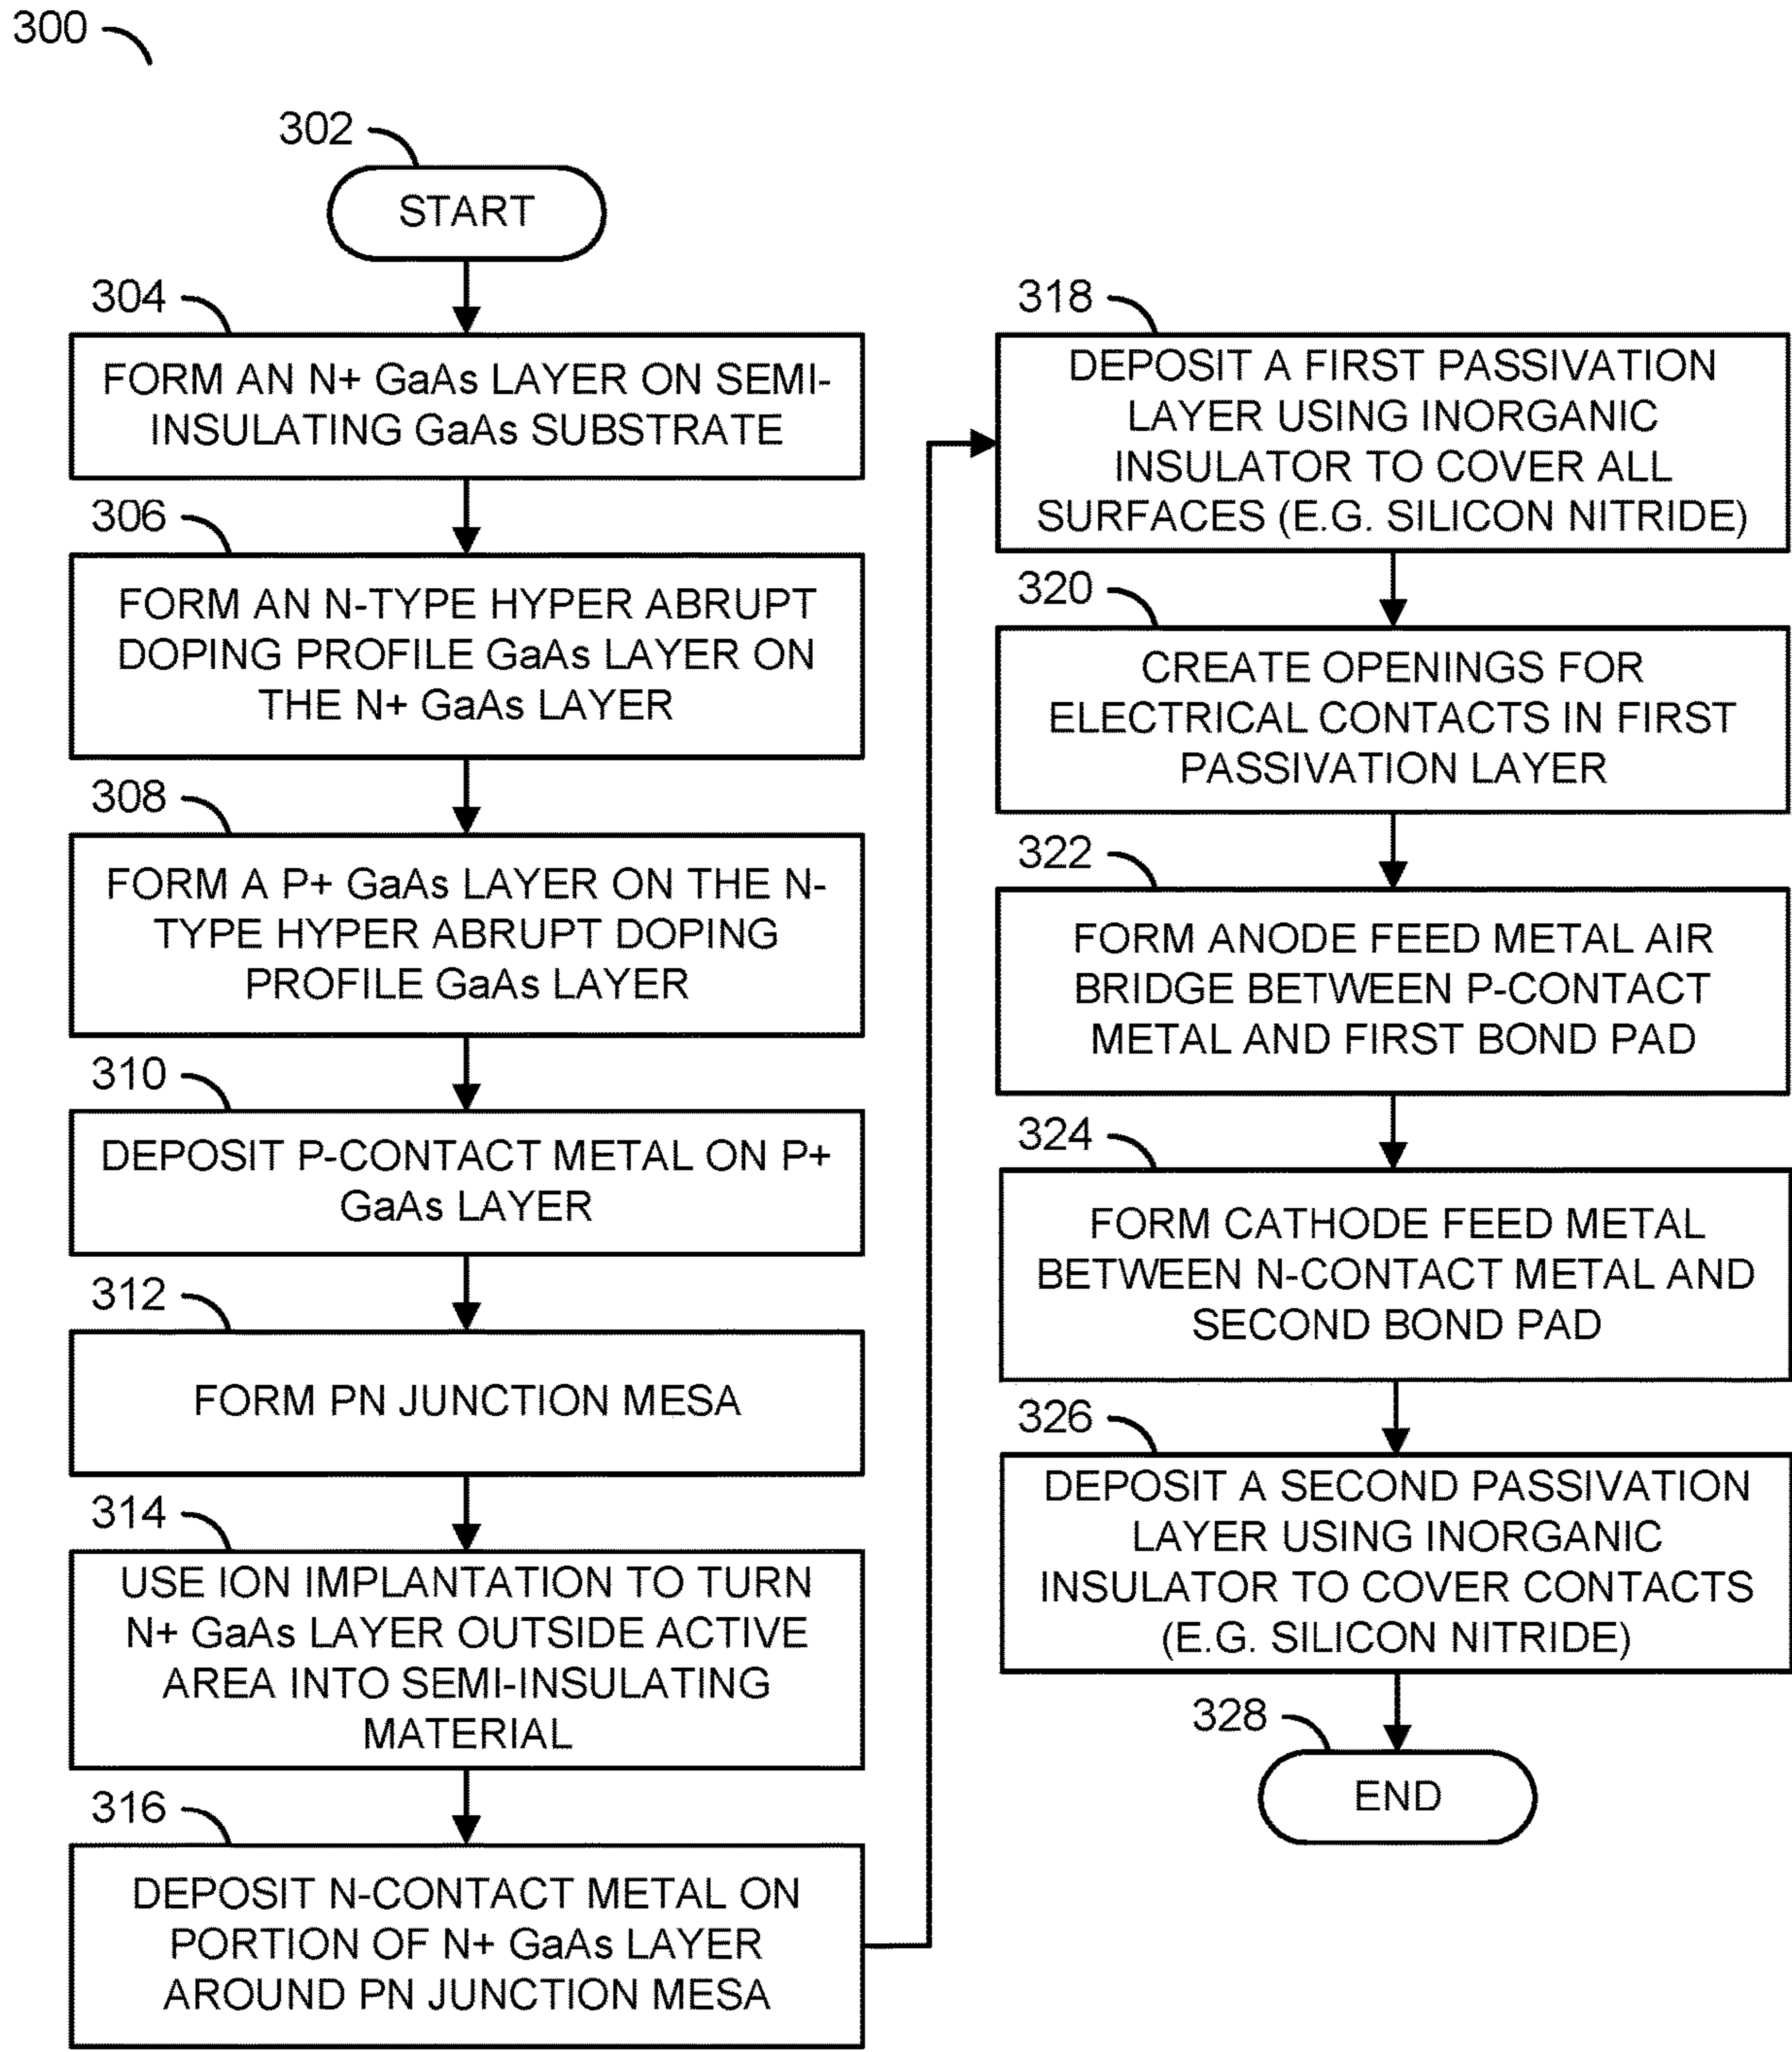 300
302
START
304
FORM AN N+ GaAs LAYER ON SEMI-
INSULATING GaAs SUBSTRATE
306
FORM AN N-TYPE HYPER ABRUPT
DOPING PROFILE GaAs LAYER ON
THE N+ GaAs LAYER
308
FORM A P+ GaAs LAYER ON THE N-
TYPE HYPER ABRUPT DOPING
PROFILE GaAs LAYER
310
DEPOSIT P-CONTACT METAL ON P+
GaAs LAYER
312
FORM PN JUNCTION MESA
314
USE ION IMPLANTATION TO TURN
N+ GaAs LAYER OUTSIDE ACTIVE
AREA INTO SEMI-INSULATING
MATERIAL
316
DEPOSIT N-CONTACT METAL ON
PORTION OF N+ GaAs LAYER
AROUND PN JUNCTION MESA
318
DEPOSIT A FIRST PASSIVATION
LAYER USING INORGANIC
INSULATOR TO COVER ALL
SURFACES (E.G. SILICON NITRIDE)
320
CREATE OPENINGS FOR
ELECTRICAL CONTACTS IN FIRST
PASSIVATION LAYER
322
FORM ANODE FEED METAL AIR
BRIDGE BETWEEN P-CONTACT
METAL AND FIRST BOND PAD
324
FORM CATHODE FEED METAL
BETWEEN N-CONTACT METAL AND
SECOND BOND PAD
326
DEPOSIT A SECOND PASSIVATION
LAYER USING INORGANIC
INSULATOR TO COVER CONTACTS
(E.G. SILICON NITRIDE)
328
END